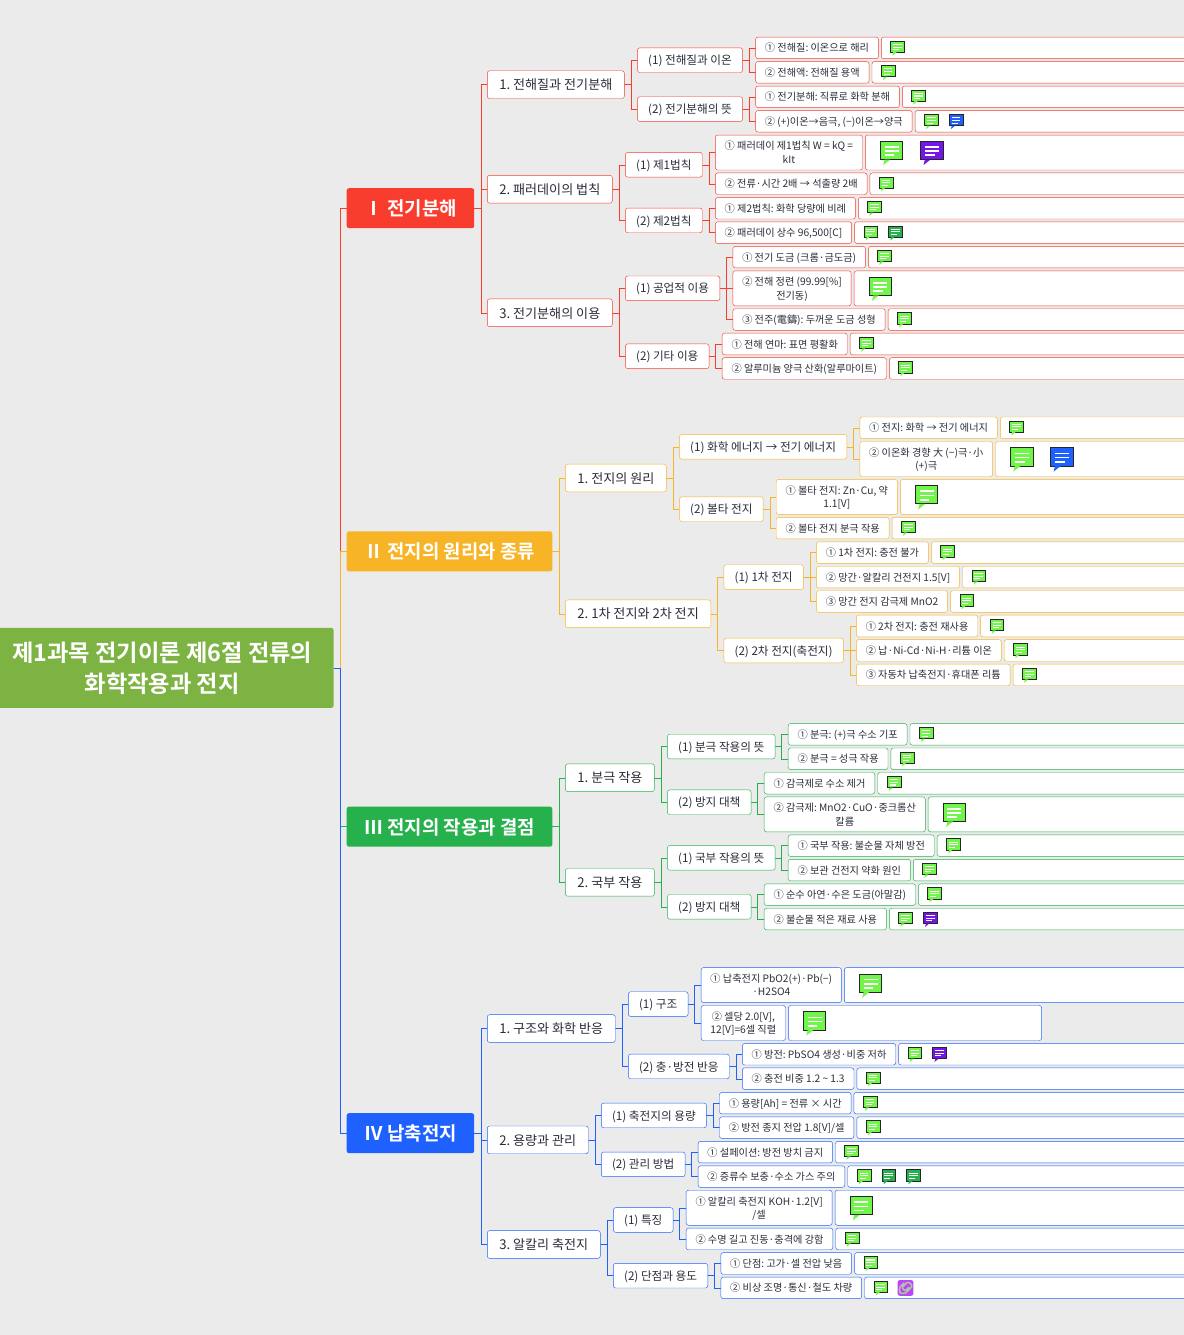 제1과목 전기이론 제6절 전류의
화학작용과 전지
Ⅰ 전기분해
1. 전해질과 전기분해
(1) 전해질과 이온
① 전해질: 이온으로 해리
② 전해액: 전해질 용액
(2) 전기분해의 뜻
① 전기분해: 직류로 화학 분해
② (+)이온→음극, (−)이온→양극
2. 패러데이의 법칙
(1) 제1법칙
① 패러데이 제1법칙 W = kQ =
kIt
② 전류·시간 2배 → 석출량 2배
(2) 제2법칙
① 제2법칙: 화학 당량에 비례
② 패러데이 상수 96,500[C]
3. 전기분해의 이용
(1) 공업적 이용
① 전기 도금 (크롬·금도금)
② 전해 정련 (99.99[%]
전기동)
③ 전주(電鑄): 두꺼운 도금 성형
(2) 기타 이용
① 전해 연마: 표면 평활화
② 알루미늄 양극 산화(알루마이트)
Ⅱ 전지의 원리와 종류
1. 전지의 원리
(1) 화학 에너지 → 전기 에너지
① 전지: 화학 → 전기 에너지
② 이온화 경향 大 (−)극·小
(+)극
(2) 볼타 전지
① 볼타 전지: Zn·Cu, 약
1.1[V]
② 볼타 전지 분극 작용
2. 1차 전지와 2차 전지
(1) 1차 전지
① 1차 전지: 충전 불가
② 망간·알칼리 건전지 1.5[V]
③ 망간 전지 감극제 MnO2
(2) 2차 전지(축전지)
① 2차 전지: 충전 재사용
② 납·Ni-Cd·Ni-H·리튬 이온
③ 자동차 납축전지·휴대폰 리튬
Ⅲ 전지의 작용과 결점
1. 분극 작용
(1) 분극 작용의 뜻
① 분극: (+)극 수소 기포
② 분극 = 성극 작용
(2) 방지 대책
① 감극제로 수소 제거
② 감극제: MnO2·CuO·중크롬산
칼륨
2. 국부 작용
(1) 국부 작용의 뜻
① 국부 작용: 불순물 자체 방전
② 보관 건전지 약화 원인
(2) 방지 대책
① 순수 아연·수은 도금(아말감)
② 불순물 적은 재료 사용
Ⅳ 납축전지
1. 구조와 화학 반응
(1) 구조
① 납축전지 PbO2(+)·Pb(−)
·H2SO4
② 셀당 2.0[V],
12[V]=6셀 직렬
(2) 충·방전 반응
① 방전: PbSO4 생성·비중 저하
② 충전 비중 1.2 ~ 1.3
2. 용량과 관리
(1) 축전지의 용량
① 용량[Ah] = 전류 × 시간
② 방전 종지 전압 1.8[V]/셀
(2) 관리 방법
① 설페이션: 방전 방치 금지
② 증류수 보충·수소 가스 주의
3. 알칼리 축전지
(1) 특징
① 알칼리 축전지 KOH·1.2[V]
/셀
② 수명 길고 진동·충격에 강함
(2) 단점과 용도
① 단점: 고가·셀 전압 낮음
② 비상 조명·통신·철도 차량